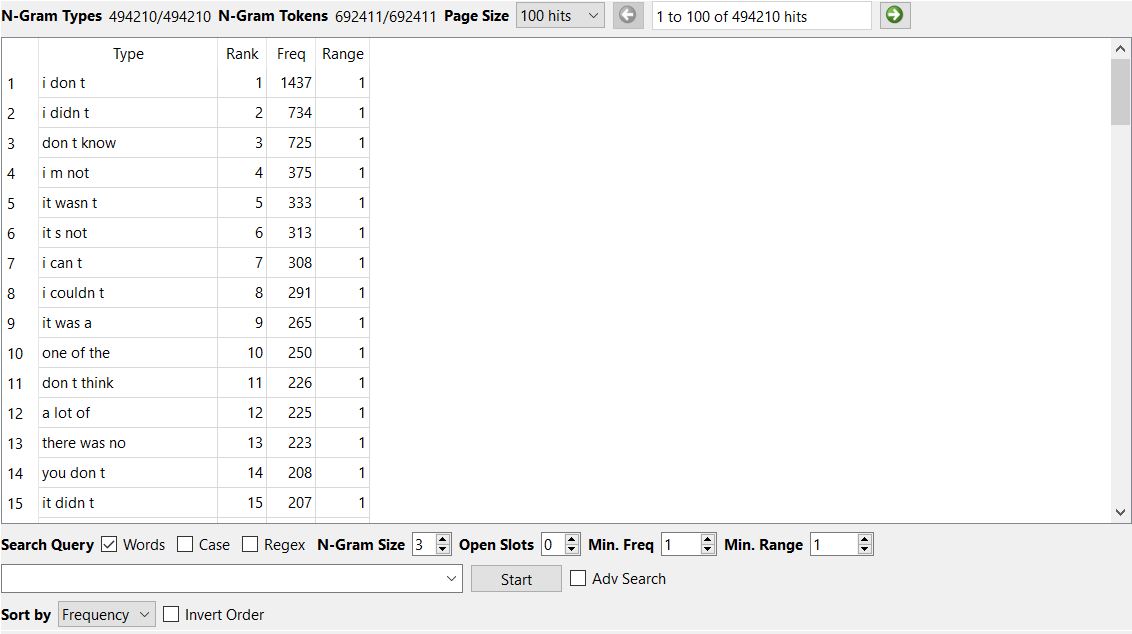 N-Gram Types 494210/494210 N-Gram Tokens 692411/692411 Page Size 100 hits 1 to 100 of 494210 hits
Type Rank Freq Range
1 i don t 1 1437 1
2 i didn t 2 734 1
3 don t know 3 725 1
4 i m not 4 375 1
5 it wasn t 5 333 1
6 it s not 6 313 1
7 i can t 7 308 1
8 i couldn t 8 291 1
9 it was a 9 265 1
10 one of the 10 250 1
11 don t think 11 226 1
12 a lot of 12 225 1
13 there was no 13 223 1
14 you don t 14 208 1
15 it didn t 15 207 1
Search Query Words Case Regex N-Gram Size 3 Open Slots 0 Min. Freq 1 Min. Range 1
Start Adv Search
Sort by Frequency Invert Order